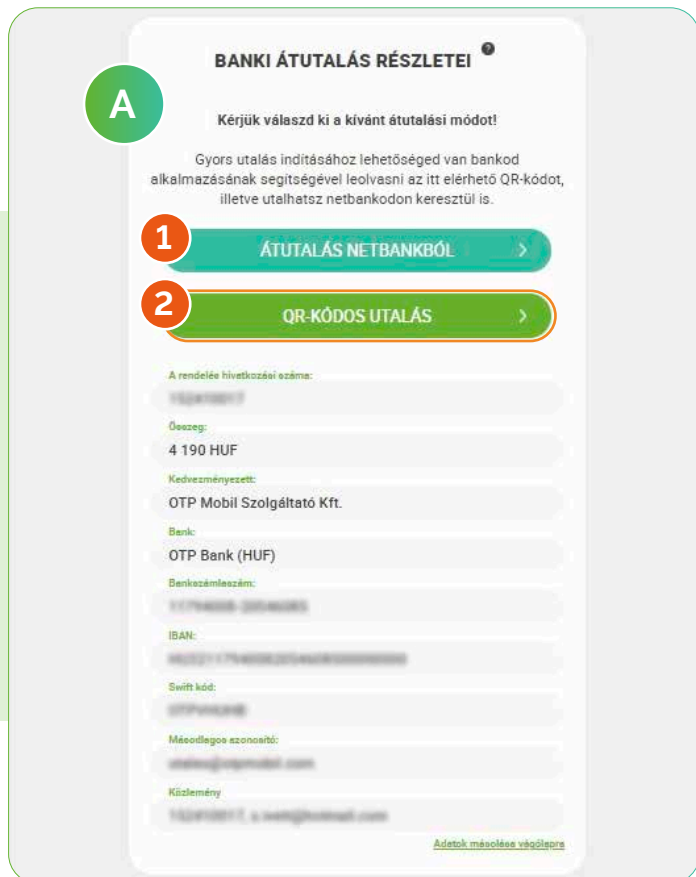 BANKI ÁTUTALÁS RÉSZLETEI ?
A
Kérjük válaszd ki a kívánt átutalási módot!
Gyors utalás indításához lehetőséged van bankod
alkalmazásának segítségével leolvasni az itt elérhető QR-kódot,
illetve utalhatsz netbankodon keresztül is.
1
ÁTUTALÁS NETBANKBÓL >
2
QR-KÓDOS UTALÁS >
A rendelés hivatkozási száma:
Összeg:
4 190 HUF
Kedvezményezett:
OTP Mobil Szolgáltató Kft.
Bank:
OTP Bank (HUF)
Bankszámlaszám:
IBAN:
Swift kód:
Másodlagos azonosító:
Közlemény
Adatok másolása vágólapra